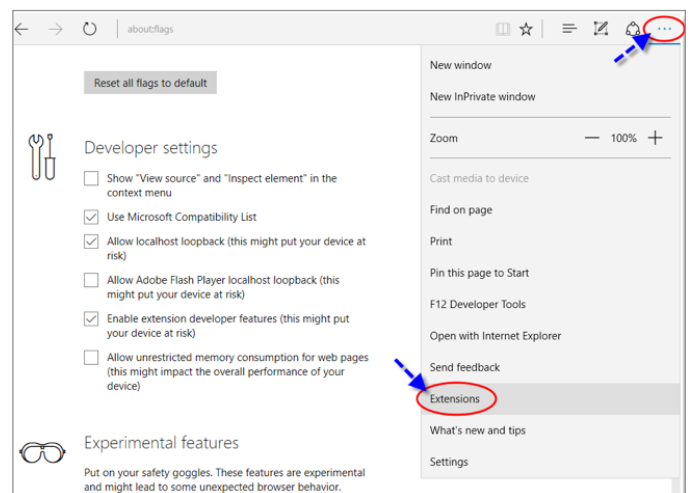 about:flags
Reset all flags to default
Developer settings
Show "View source" and "Inspect element" in the
context menu
Use Microsoft Compatibility List
Allow localhost loopback (this might put your device at
risk)
Allow Adobe Flash Player localhost loopback (this
might put your device at risk)
Enable extension developer features (this might put
your device at risk)
Allow unrestricted memory consumption for web pages
(this might impact the overall performance of your
device)
Experimental features
Put on your safety goggles. These features are experimental
and might lead to some unexpected browser behavior.
New window
New InPrivate window
Zoom — 100% +
Cast media to device
Find on page
Print
Pin this page to Start
F12 Developer Tools
Open with Internet Explorer
Send feedback
Extensions
What's new and tips
Settings